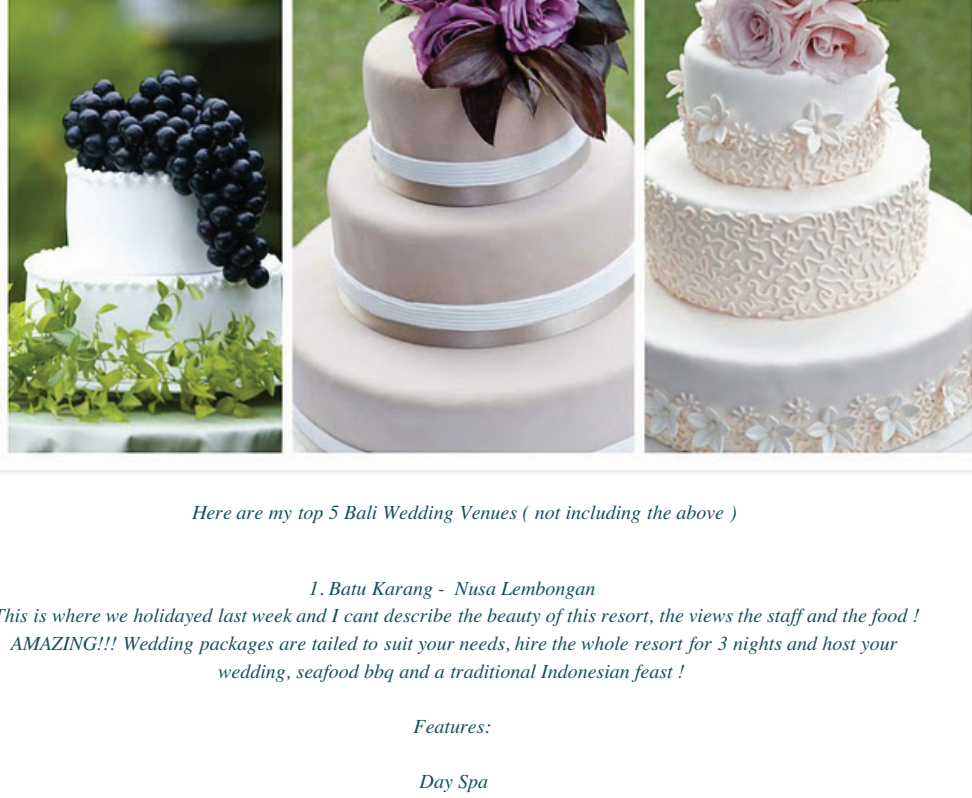 Here are my top 5 Bali Wedding Venues ( not including the above )
1. Batu Karang - Nusa Lembongan
This is where we holidayed last week and I cant describe the beauty of this resort, the views the staff and the food !
AMAZING!!! Wedding packages are tailed to suit your needs, hire the whole resort for 3 nights and host your
wedding, seafood bbq and a traditional Indonesian feast !
Features:
Day Spa